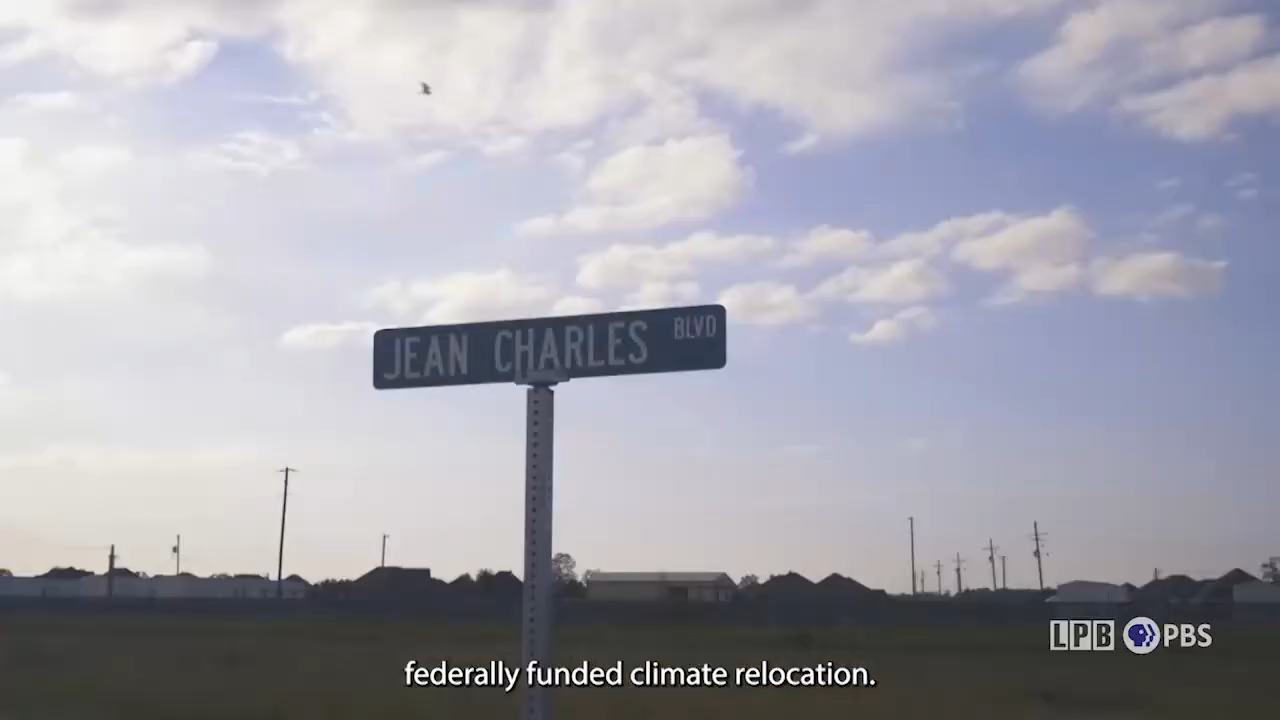 JEAN CHARLES BLVD
LPB PBS
federally funded climate relocation.